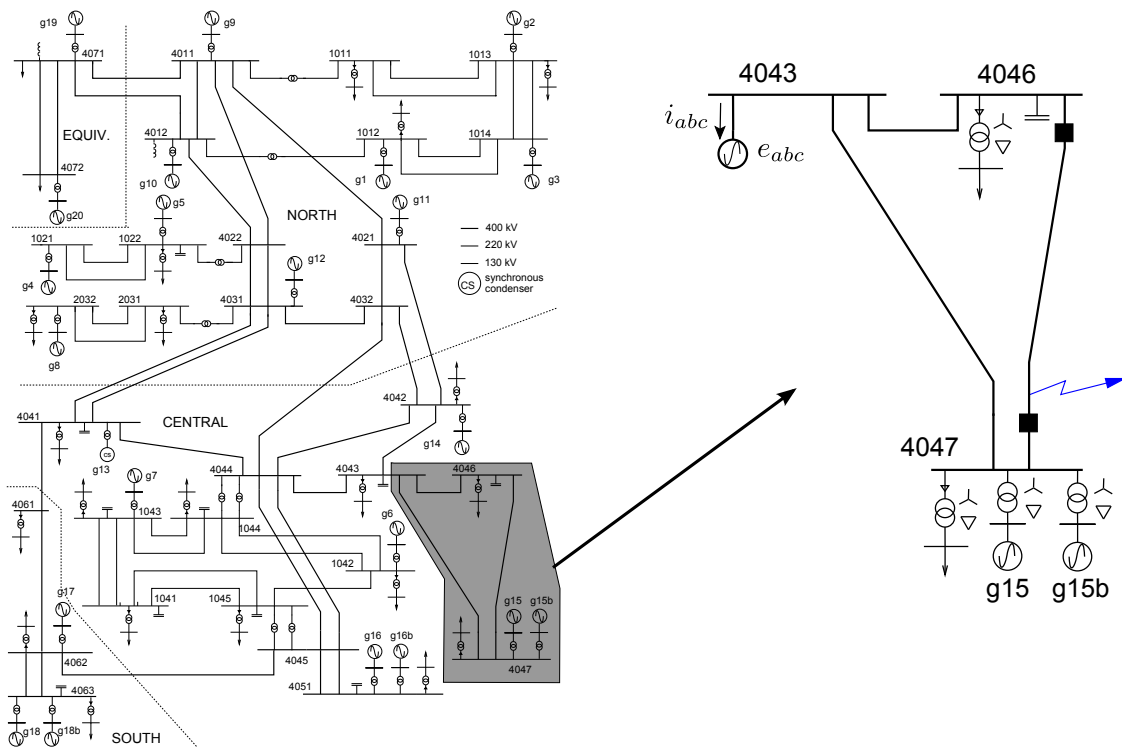 g19
g9
g2
4071
4011
1011
1013
EQUIV.
4012
1012
1014
4072
g10
g1
g3
g20
g5
NORTH
g11
400 kV
220 kV
130 kV
CS synchronous
condenser
1021
1022
4022
4021
g4
g12
2032
2031
4031
4032
g8
4042
4041
CENTRAL
CS
g13
g14
g7
4044
4043
4046
4061
1043
1044
g6
1042
g17
1041
1045
g15
g15b
g16
g16b
4062
4045
4047
4051
4063
g18
g18b
SOUTH
4043
4046
i_abc
e_abc
4047
g15
g15b